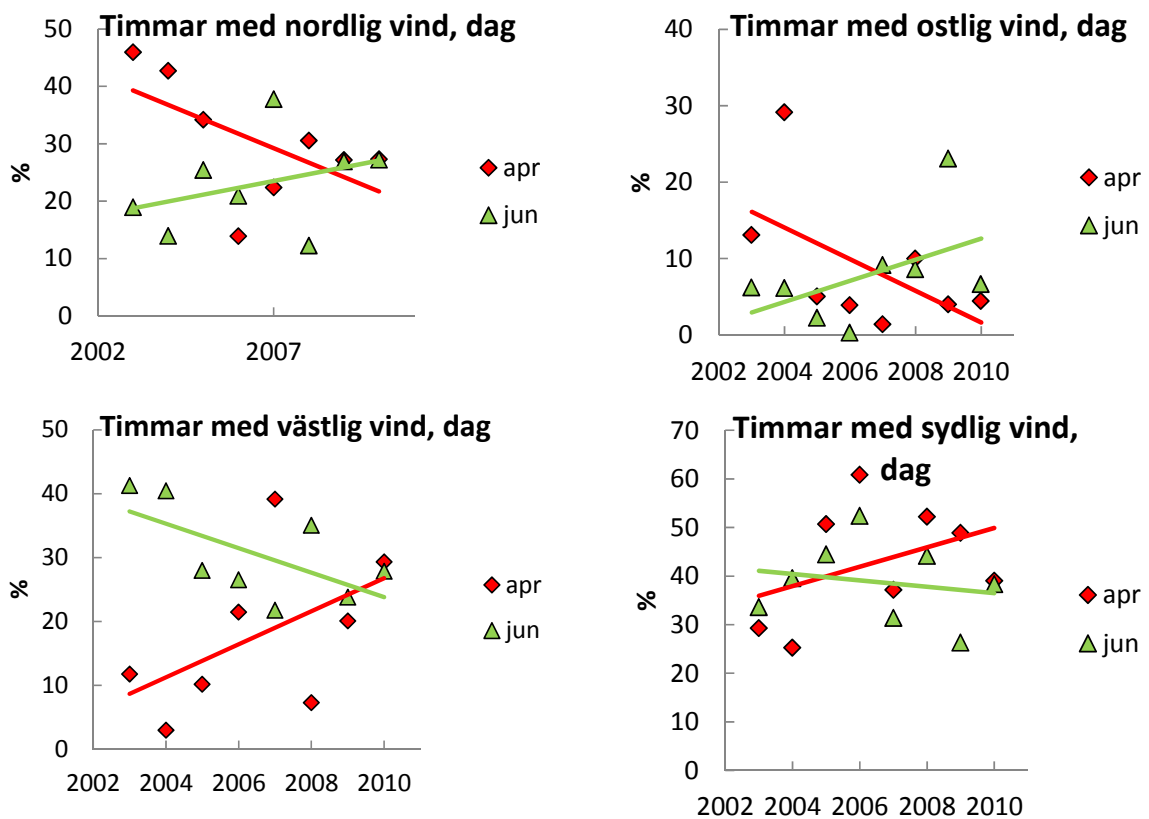 Timmar med nordlig vind, dag
50
40
30
20
10
0
%
2002 2007
apr
jun
Timmar med ostlig vind, dag
40
30
20
10
0
%
2002 2004 2006 2008 2010
apr
jun
Timmar med västlig vind, dag
50
40
30
20
10
0
%
2002 2004 2006 2008 2010
apr
jun
Timmar med sydlig vind,
dag
70
60
50
40
30
20
10
0
%
2002 2004 2006 2008 2010
apr
jun